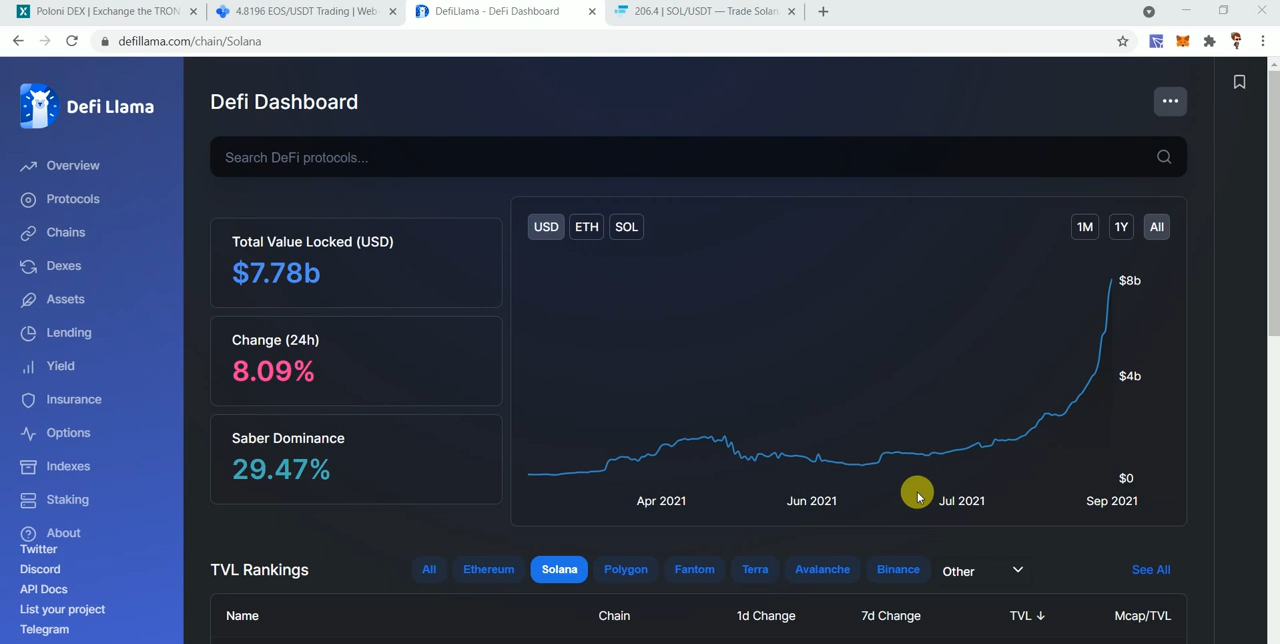 Poloni DEX | Exchange the TRON
4.8196 EOS/USDT Trading | Web
DefiLlama - DeFi Dashboard
206.4 | SOL/USDT — Trade Solan
defillama.com/chain/Solana
Defi Llama
Overview
Protocols
Chains
Dexes
Assets
Lending
Yield
Insurance
Options
Indexes
Staking
About
Twitter
Discord
API Docs
List your project
Telegram
Defi Dashboard
Search DeFi protocols...
Total Value Locked (USD)
$7.78b
Change (24h)
8.09%
Saber Dominance
29.47%
USD ETH SOL
1M 1Y All
$8b
$4b
$0
Apr 2021 Jun 2021 Jul 2021 Sep 2021
TVL Rankings
All Ethereum Solana Polygon Fantom Terra Avalanche Binance Other See All
Name Chain 1d Change 7d Change TVL ↓ Mcap/TVL